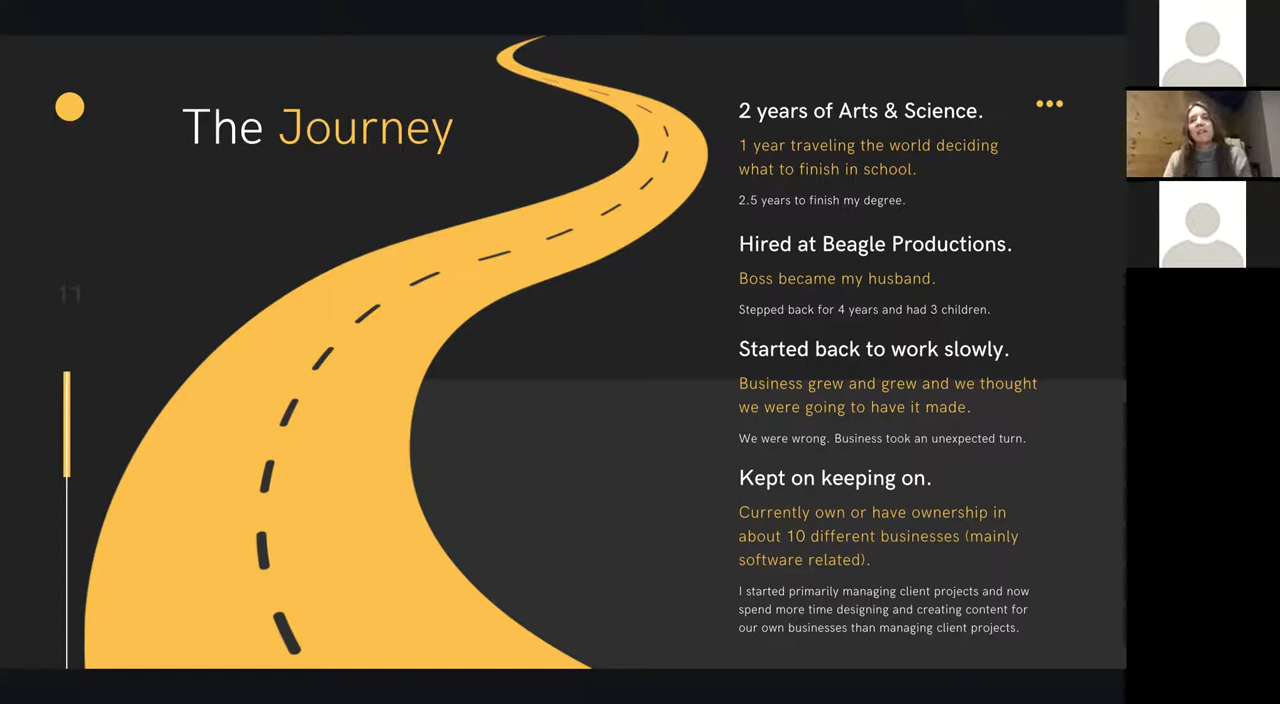 The Journey
2 years of Arts & Science.
1 year traveling the world deciding
what to finish in school.
2.5 years to finish my degree.
Hired at Beagle Productions.
Boss became my husband.
Stepped back for 4 years and had 3 children.
Started back to work slowly.
Business grew and grew and we thought
we were going to have it made.
We were wrong. Business took an unexpected turn.
Kept on keeping on.
Currently own or have ownership in
about 10 different businesses (mainly
software related).
I started primarily managing client projects and now
spend more time designing and creating content for
our own businesses than managing client projects.
11